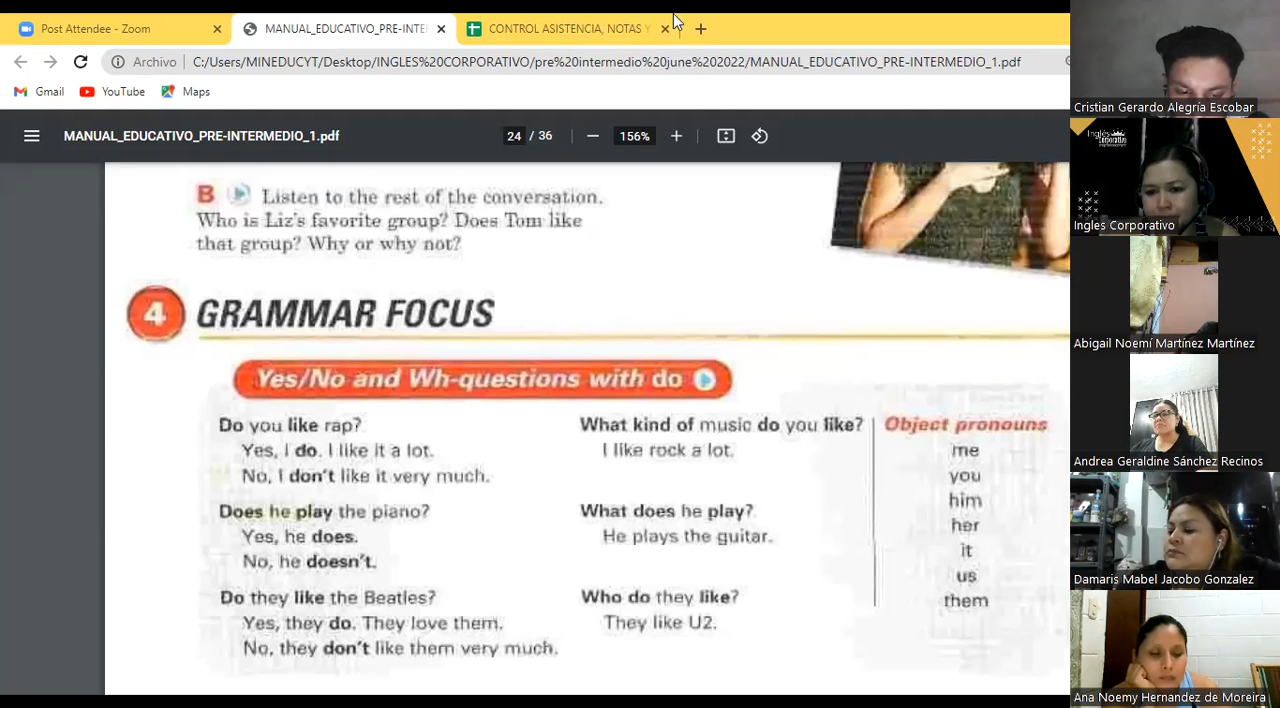 Post Attendee - Zoom
MANUAL_EDUCATIVO_PRE-INTE
CONTROL ASISTENCIA, NOTAS Y
Archivo
C:/Users/MINEDUCYT/Desktop/INGLES%20CORPORATIVO/pre%20intermedio%20june%202022/MANUAL_EDUCATIVO_PRE-INTERMEDIO_1.pdf
Gmail
YouTube
Maps
MANUAL_EDUCATIVO_PRE-INTERMEDIO_1.pdf
24 / 36
156%
B Listen to the rest of the conversation.
Who is Liz's favorite group? Does Tom like
that group? Why or why not?
4 GRAMMAR FOCUS
Yes/No and Wh-questions with do
Do you like rap?
Yes, I do. I like it a lot.
No, I don't like it very much.
Does he play the piano?
Yes, he does.
No, he doesn't.
Do they like the Beatles?
Yes, they do. They love them.
No, they don't like them very much.
What kind of music do you like?
I like rock a lot.
What does he play?
He plays the guitar.
Who do they like?
They like U2.
Object pronouns
me
you
him
her
it
us
them
Cristian Gerardo Alegría Escobar
Inglés
Corporativo
Ingles Corporativo
Abigail Noemí Martínez Martínez
Andrea Geraldine Sánchez Recinos
Damaris Mabel Jacobo Gonzalez
Ana Noemy Hernandez de Moreira